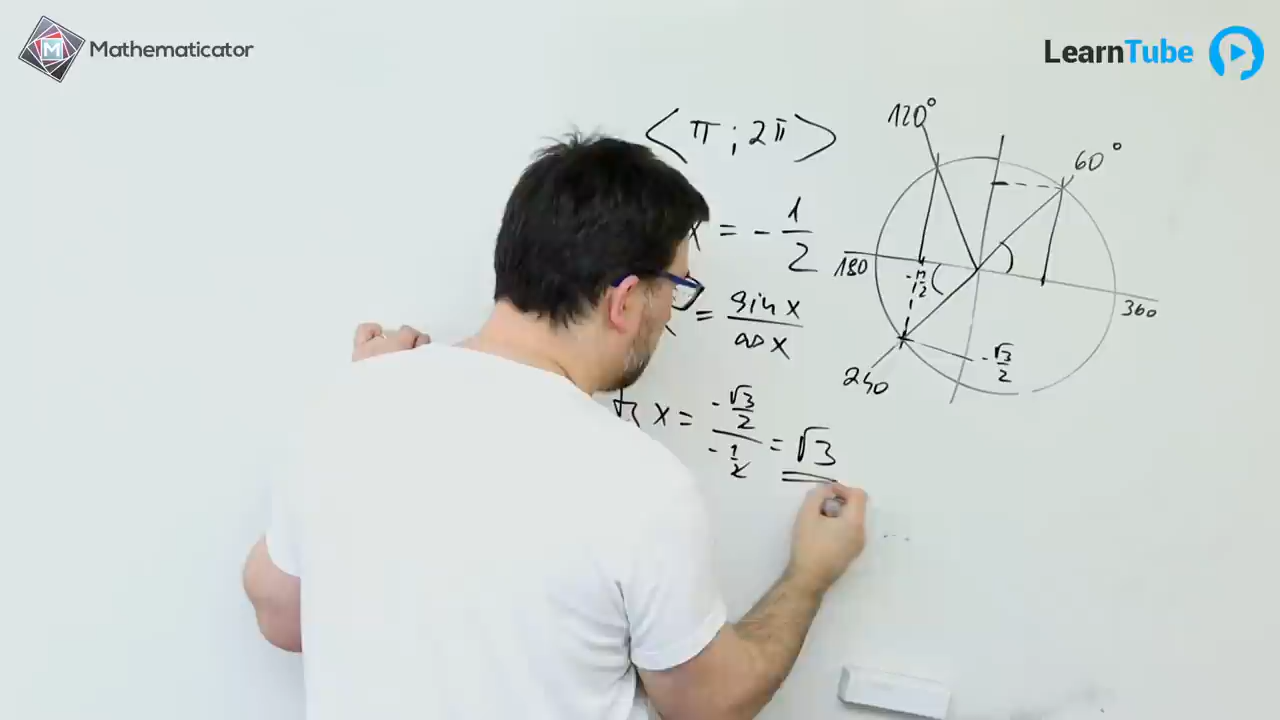 Mathematicator
LearnTube
⟨π ; 2π⟩
x = - 1/2
= sin x / cos x
x = (-√3/2) / (-1/2) = √3
120°
60°
180
360
-1/2
-√3/2
240